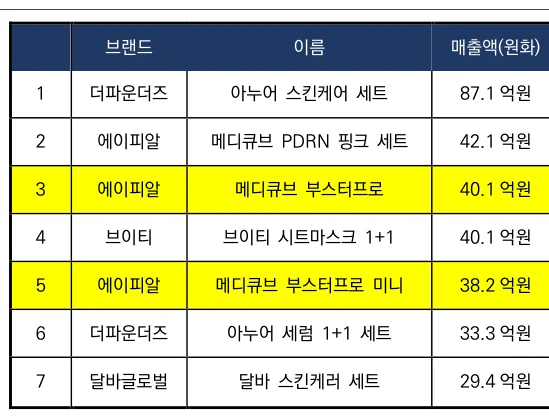 브랜드 이름 매출액(원화)
1 더파운더즈 아누어 스킨케어 세트 87.1 억원
2 에이피알 메디큐브 PDRN 핑크 세트 42.1 억원
3 에이피알 메디큐브 부스터프로 40.1 억원
4 브이티 브이티 시트마스크 1+1 40.1 억원
5 에이피알 메디큐브 부스터프로 미니 38.2 억원
6 더파운더즈 아누어 세럼 1+1 세트 33.3 억원
7 달바글로벌 달바 스킨케러 세트 29.4 억원